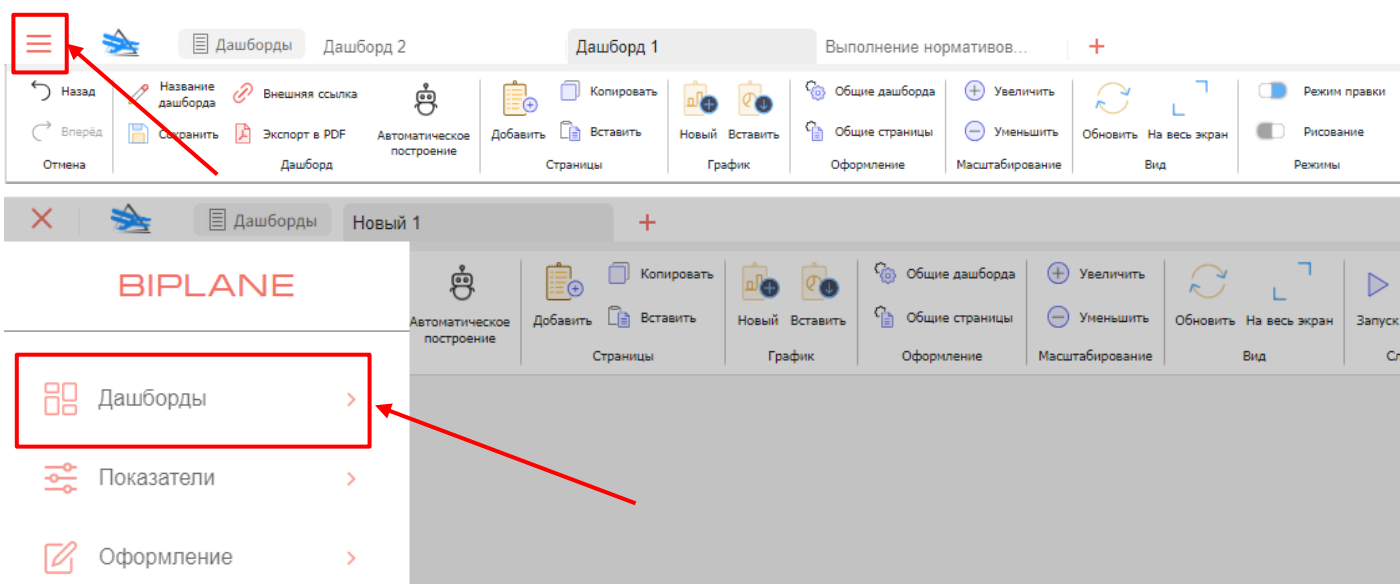 Дашборды Дашборд 2 Дашборд 1 Выполнение нормативов... +
Назад Название дашборда Внешняя ссылка Копировать Общие дашборда Увеличить Режим правки
Вперёд Сохранить Экспорт в PDF Автоматическое построение Добавить Вставить Новый Вставить Общие страницы Уменьшить Обновить На весь экран Рисование
Отмена Дашборд Страницы График Оформление Масштабирование Вид Режимы
Дашборды Новый 1 +
BIPLANE
Копировать Общие дашборда Увеличить
Автоматическое построение Добавить Вставить Новый Вставить Общие страницы Уменьшить Обновить На весь экран Запуск
Страницы График Оформление Масштабирование Вид Сл
Дашборды
Показатели
Оформление